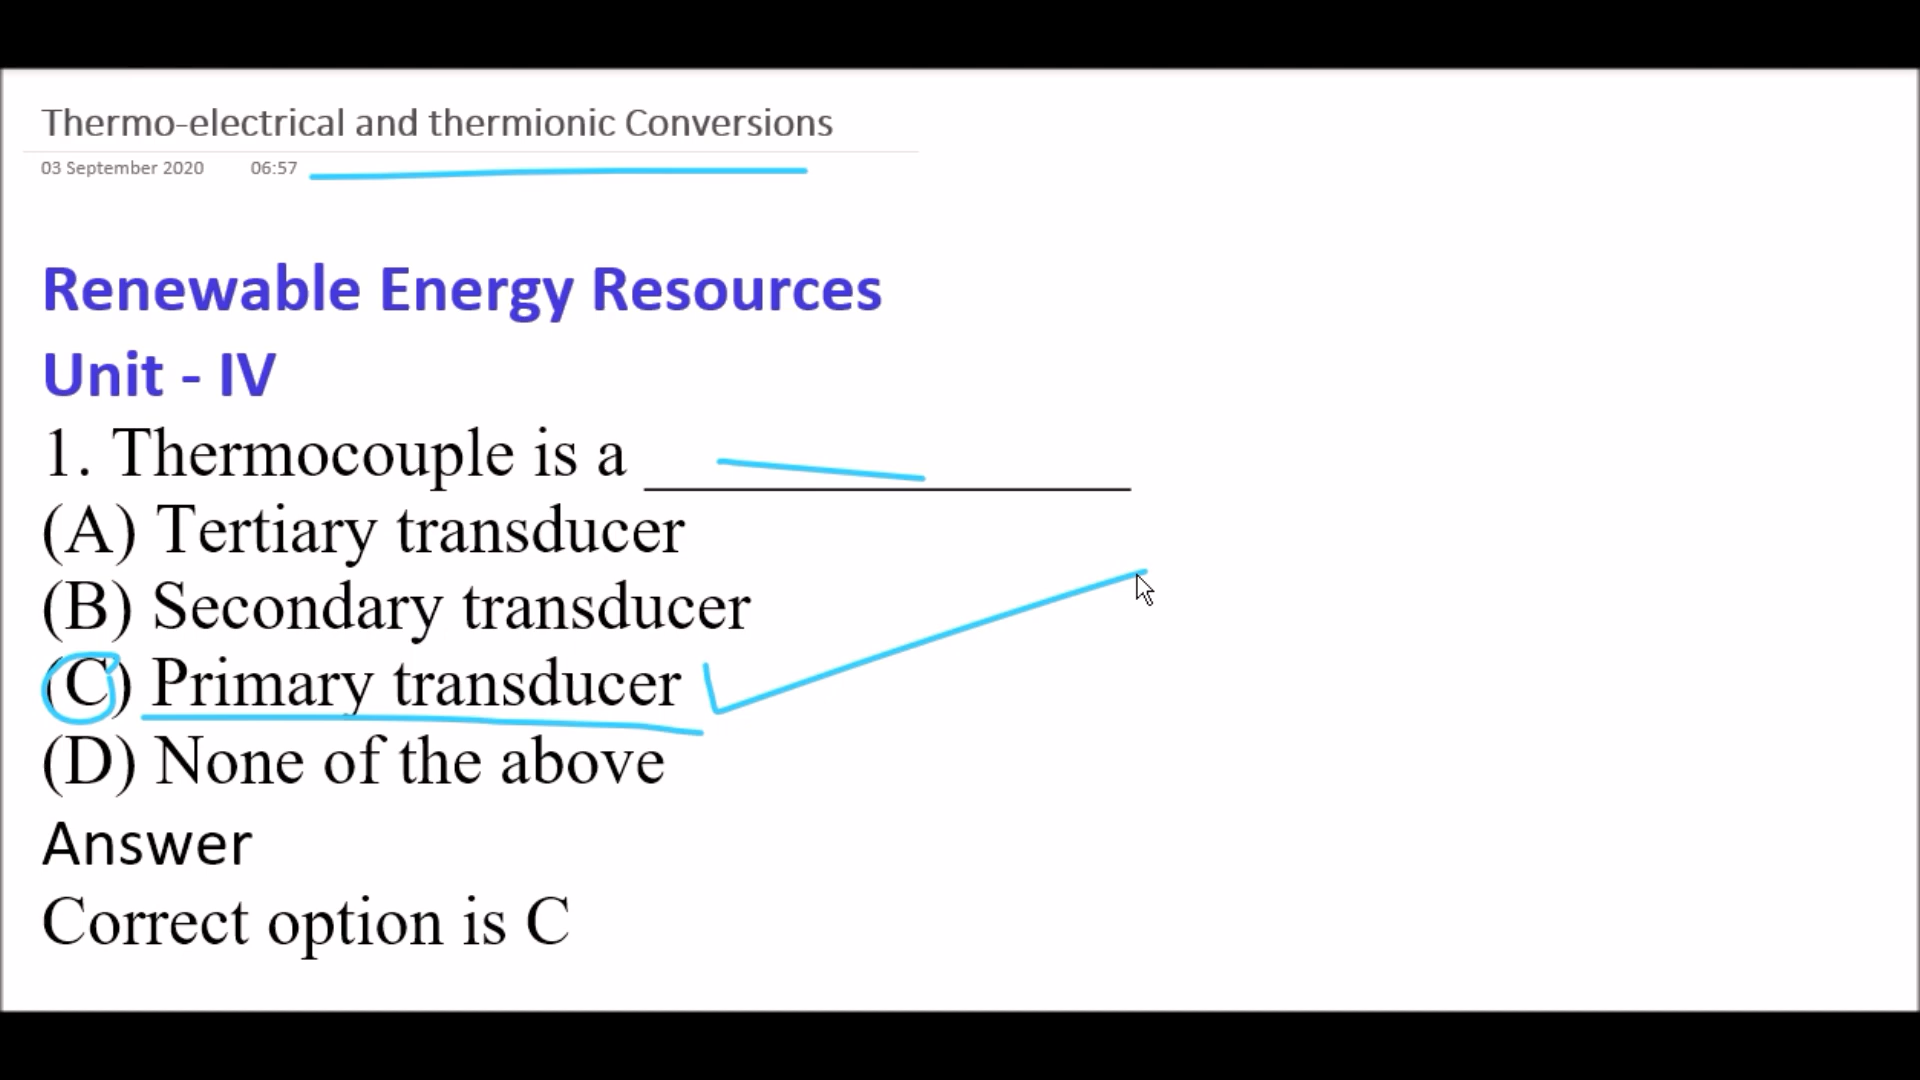 Thermo-electrical and thermionic Conversions
03 September 2020 06:57
Renewable Energy Resources
Unit - IV
1. Thermocouple is a _______________
(A) Tertiary transducer
(B) Secondary transducer
(C) Primary transducer
(D) None of the above
Answer
Correct option is C